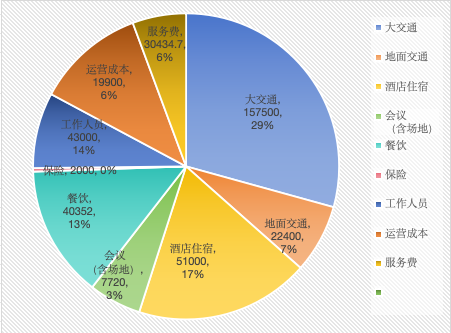 服务费,
30434.7,
6%
大交通,
157500,
29%
地面交通,
22400,
7%
酒店住宿,
51000,
17%
会议
（含场地）,
7720,
3%
餐饮,
40352,
13%
保险, 2000, 0%
工作人员,
43000,
14%
运营成本,
19900,
6%
大交通
地面交通
酒店住宿
会议
（含场地)
餐饮
保险
工作人员
运营成本
服务费